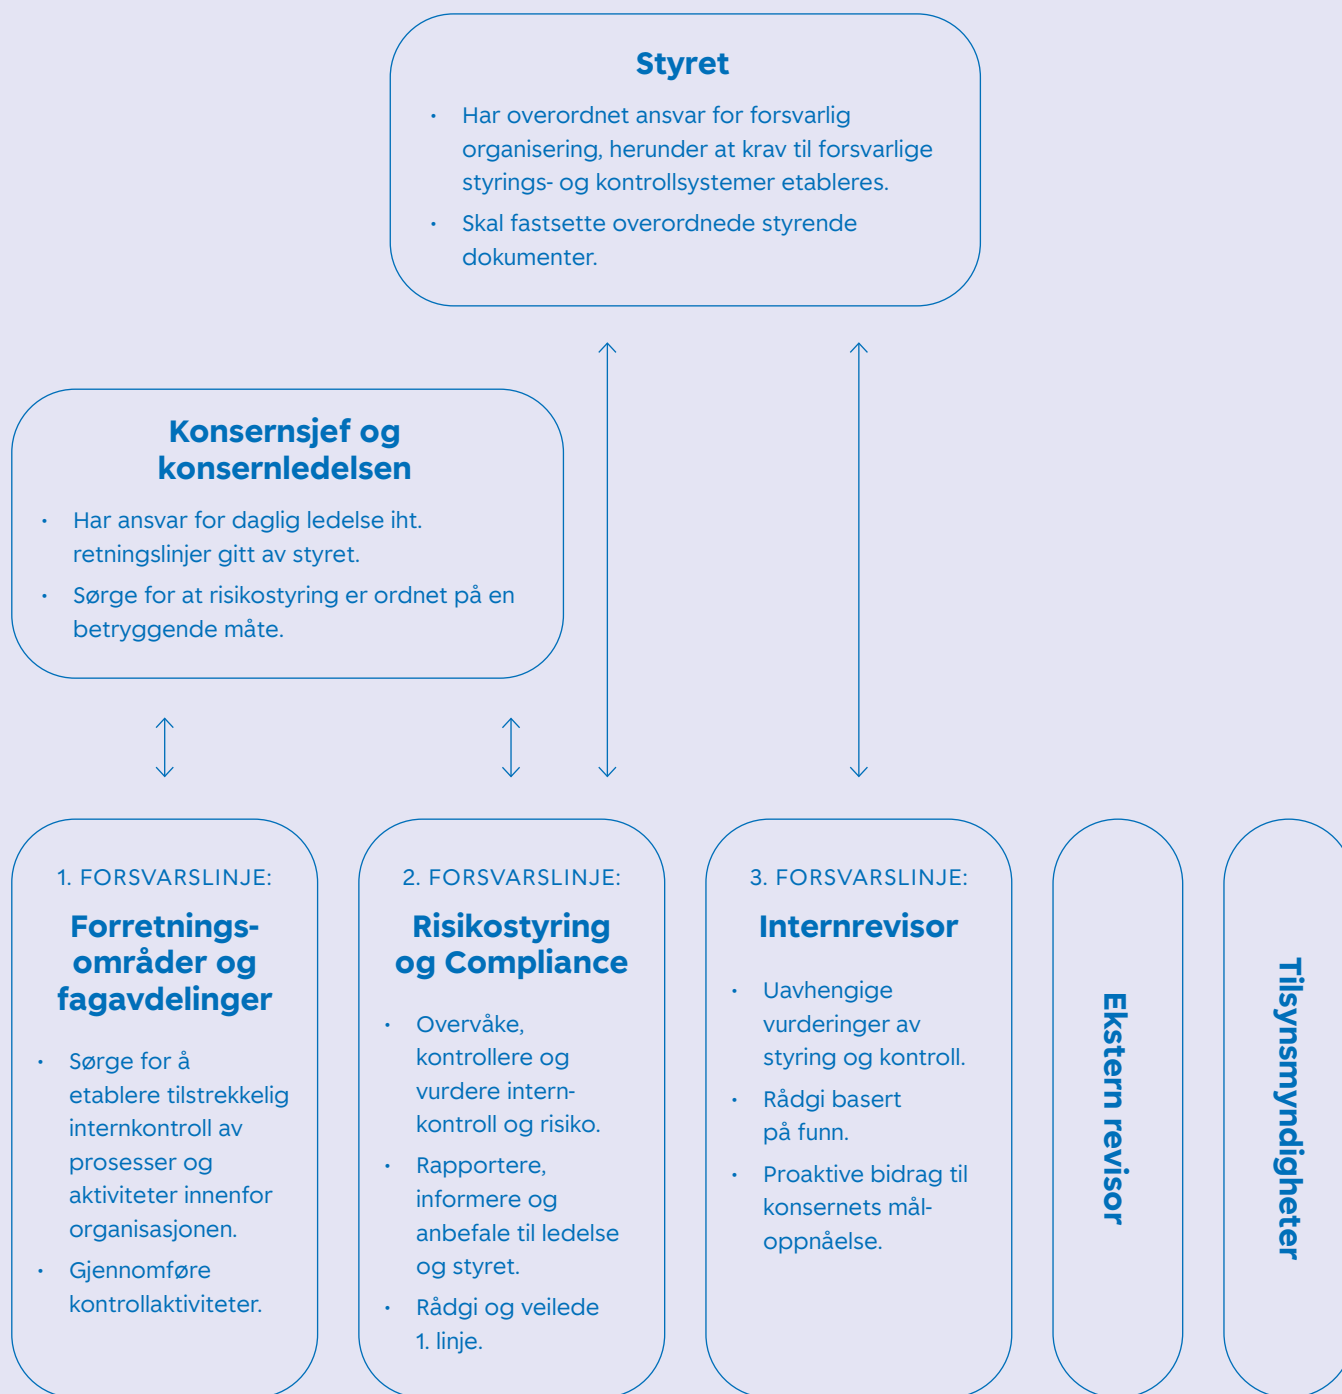 Styret
• Har overordnet ansvar for forsvarlig
organisering, herunder at krav til forsvarlige
styrings- og kontrollsystemer etableres.
• Skal fastsette overordnede styrende
dokumenter.
Konsernsjef og
konsernledelsen
• Har ansvar for daglig ledelse iht.
retningslinjer gitt av styret.
• Sørge for at risikostyring er ordnet på en
betryggende måte.
1. FORSVARSLINJE:
Forretnings-
områder og
fagavdelinger
• Sørge for å
etablere tilstrekkelig
internkontroll av
prosesser og
aktiviteter innenfor
organisasjonen.
• Gjennomføre
kontrollaktiviteter.
2. FORSVARSLINJE:
Risikostyring
og Compliance
• Overvåke,
kontrollere og
vurdere intern-
kontroll og risiko.
• Rapportere,
informere og
anbefale til ledelse
og styret.
• Rådgi og veilede
1. linje.
3. FORSVARSLINJE:
Internrevisor
• Uavhengige
vurderinger av
styring og kontroll.
• Rådgi basert
på funn.
• Proaktive bidrag til
konsernets mål-
oppnåelse.
Ekstern revisor
Tilsynsmyndigheter